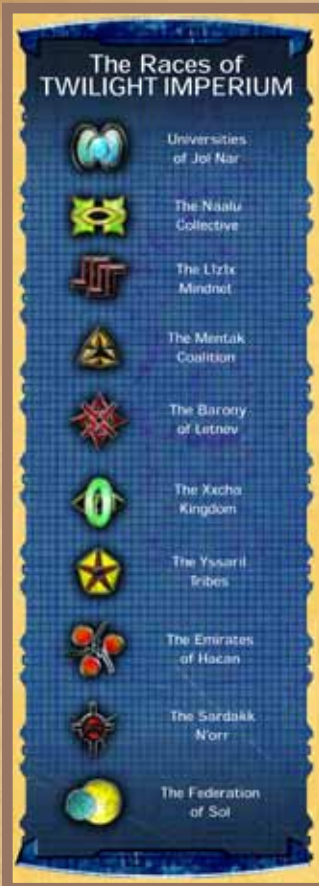 The Races of
TWILIGHT IMPERIUM
Universities
of Jol Nar
The Naalu
Collective
The L1z1x
Mindnet
The Mentak
Coalition
The Barony
of Letnev
The Xxcha
Kingdom
The Yssaril
Tribes
The Emirates
of Hacan
The Sardakk
N'orr
The Federation
of Sol